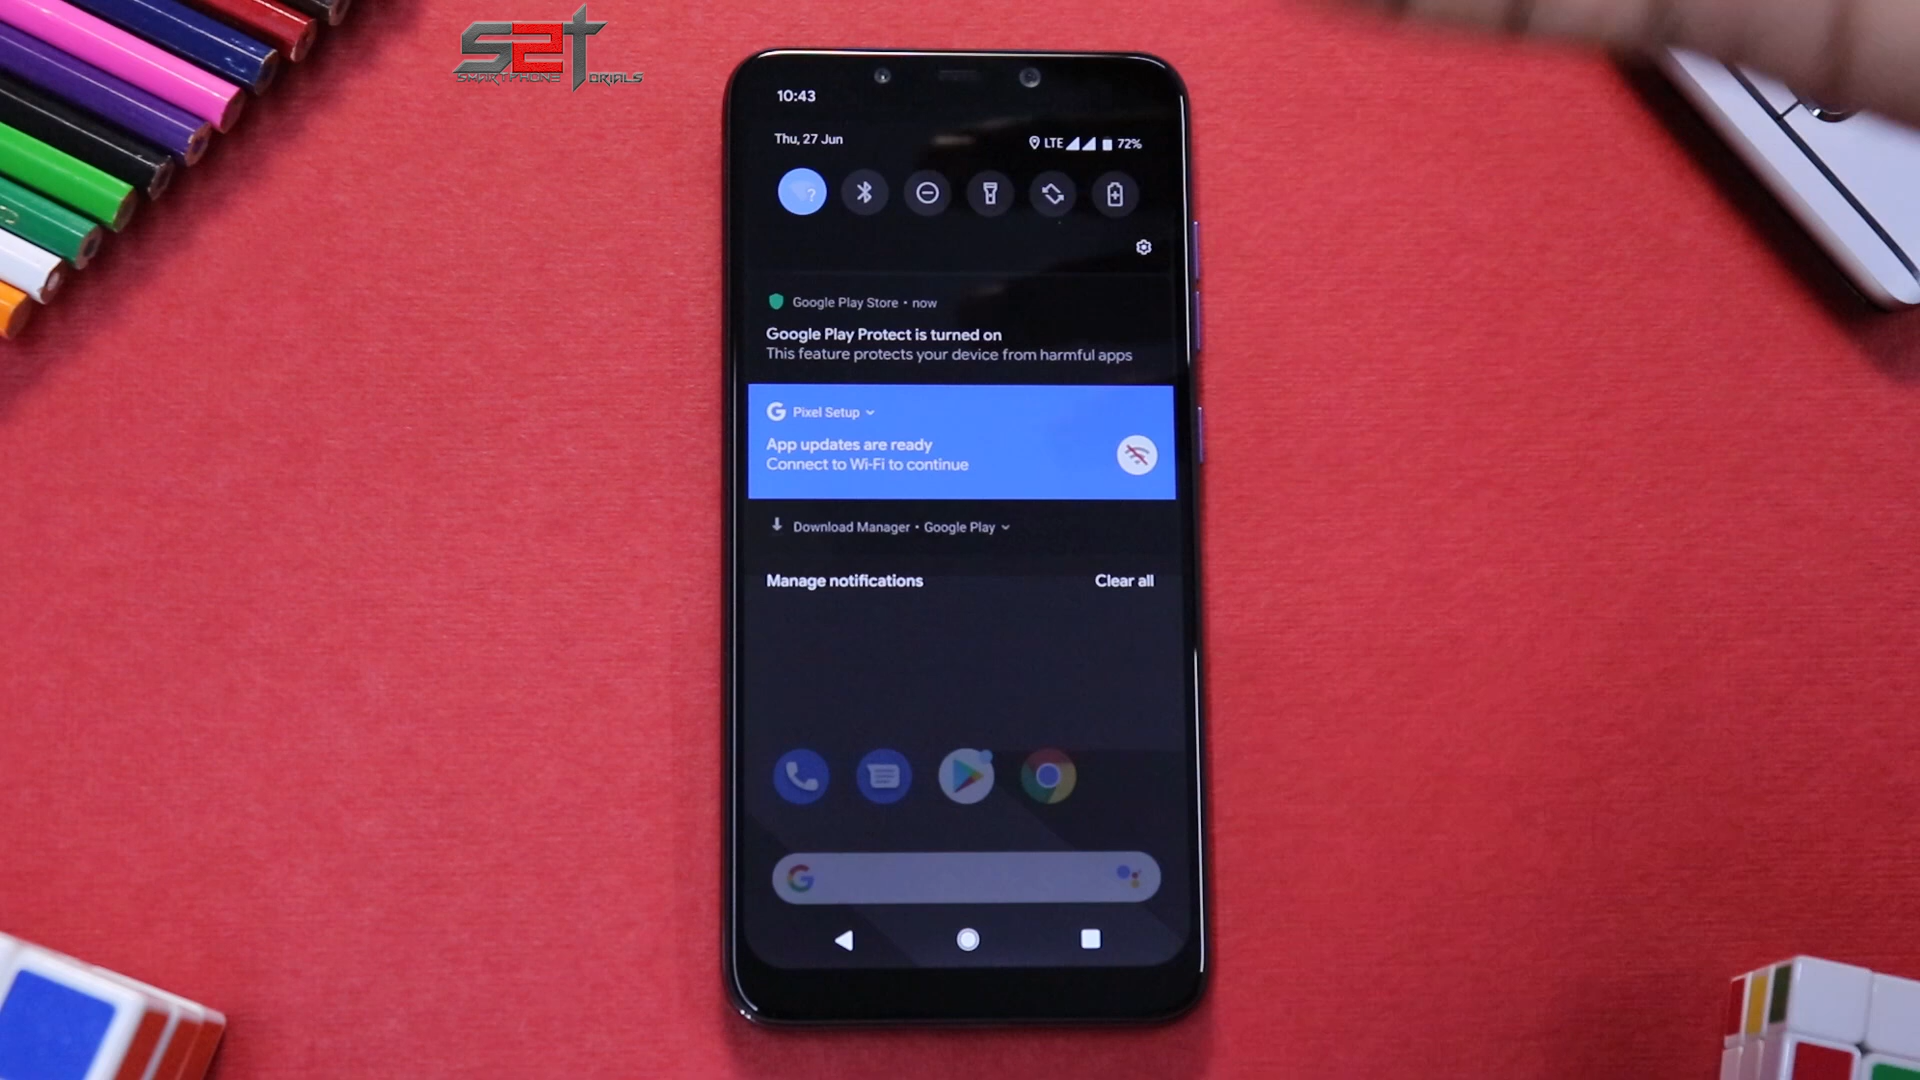 S2T
SMARTPHONE TORIALS
10:43
Thu, 27 Jun
LTE 72%
?
Google Play Store • now
Google Play Protect is turned on
This feature protects your device from harmful apps
G Pixel Setup
App updates are ready
Connect to Wi-Fi to continue
Download Manager • Google Play
Manage notifications
Clear all
G